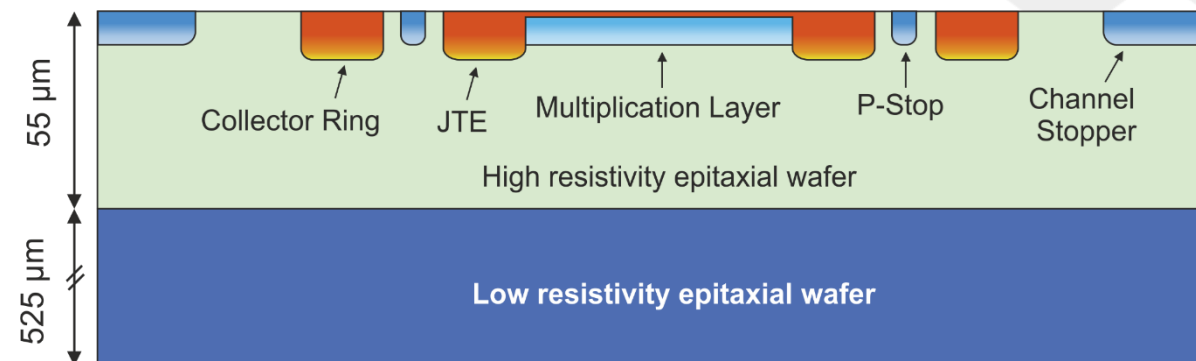 55 µm
Collector Ring
JTE
Multiplication Layer
P-Stop
Channel
Stopper
High resistivity epitaxial wafer
525 µm
Low resistivity epitaxial wafer